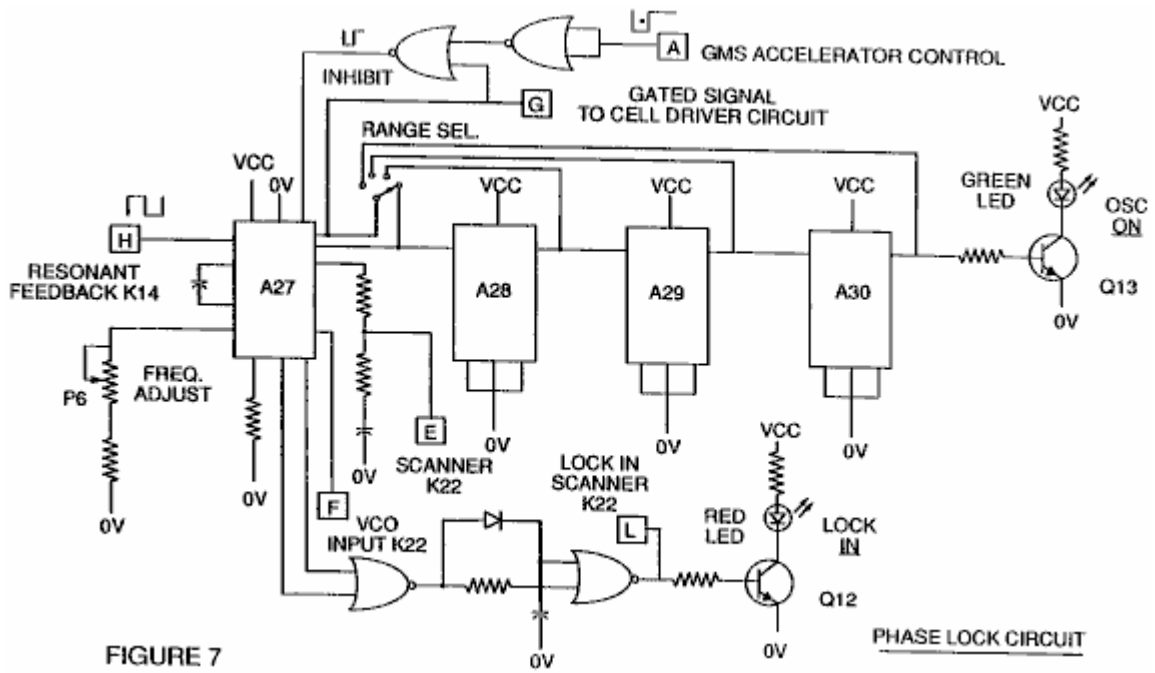 A
GMS ACCELERATOR CONTROL
INHIBIT
G
GATED SIGNAL
TO CELL DRIVER CIRCUIT
RANGE SEL.
VCC
0V
VCC
VCC
VCC
VCC
GREEN
LED
OSC
ON
H
RESONANT
FEEDBACK K14
A27
A28
A29
A30
Q13
0V
P6
FREQ.
ADJUST
E
SCANNER
K22
0V
0V
0V
0V
0V
0V
F
VCO
INPUT K22
LOCK IN
SCANNER
K22
L
VCC
RED
LED
LOCK
IN
Q12
0V
0V
FIGURE 7
PHASE LOCK CIRCUIT